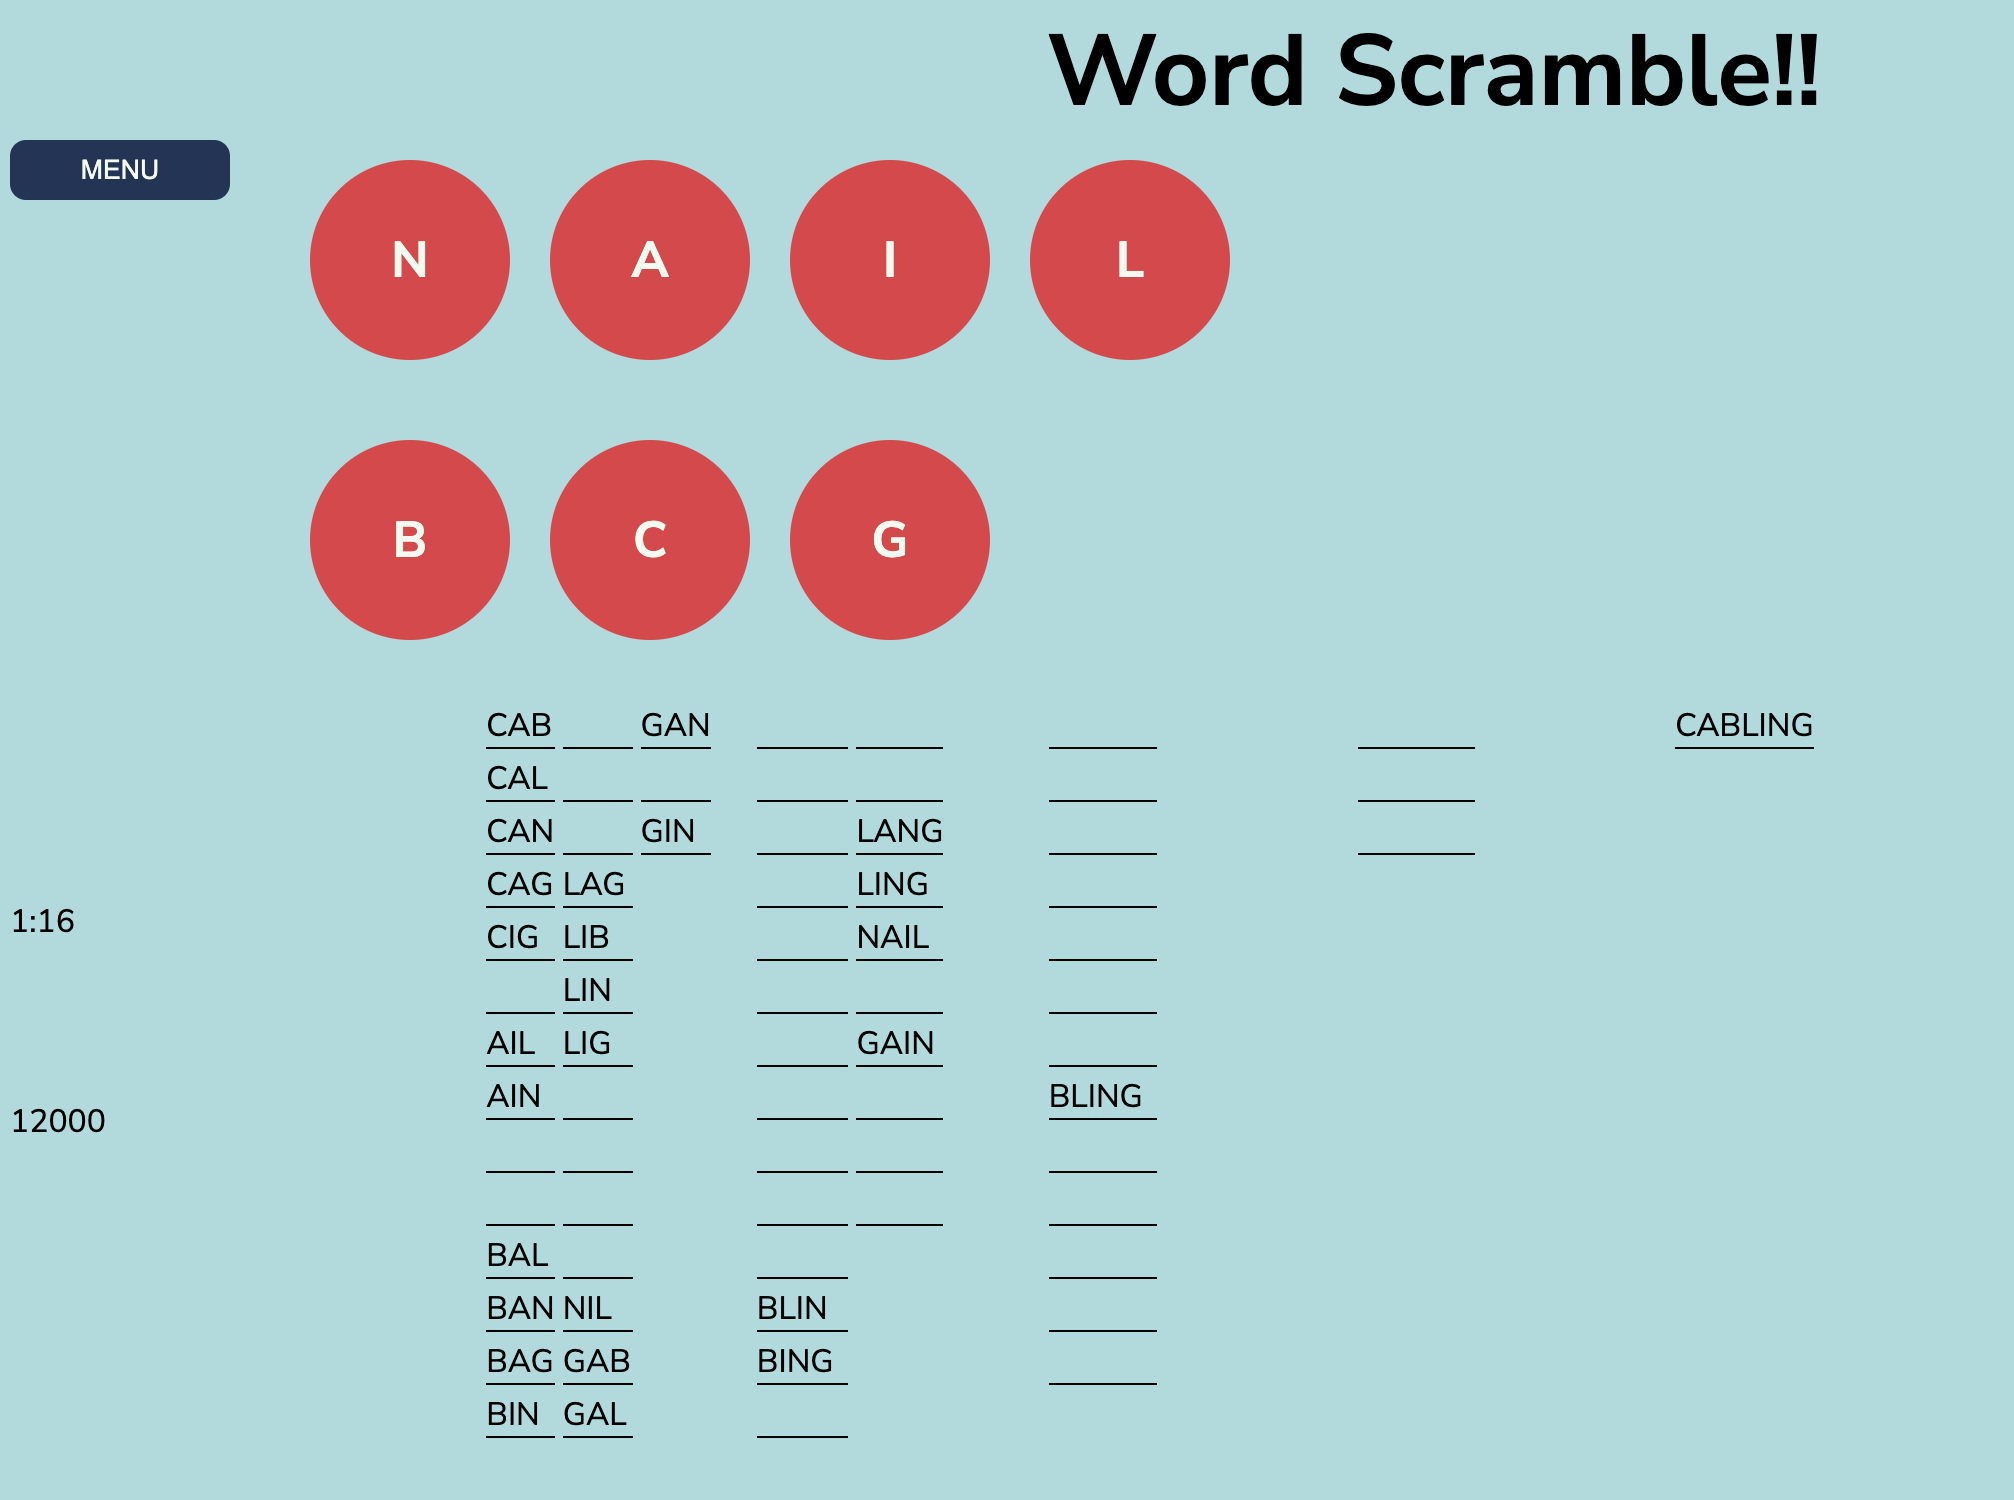 Word Scramble!!
MENU
N A I L
B C G
CAB GAN CABLING
CAL
CAN GIN LANG
CAG LAG LING
1:16
CIG LIB NAIL
LIN
AIL LIG GAIN
AIN BLING
12000
BAL
BAN NIL BLIN
BAG GAB BING
BIN GAL